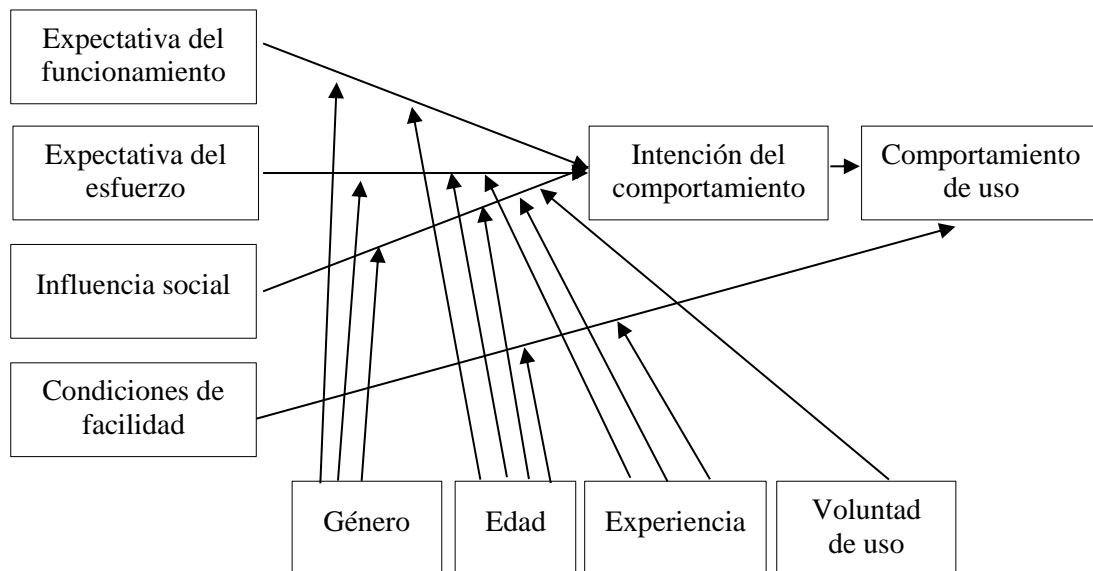 Expectativa del
funcionamiento
Expectativa del
esfuerzo
Intención del
comportamiento
Comportamiento
de uso
Influencia social
Condiciones de
facilidad
Género
Edad
Experiencia
Voluntad
de uso